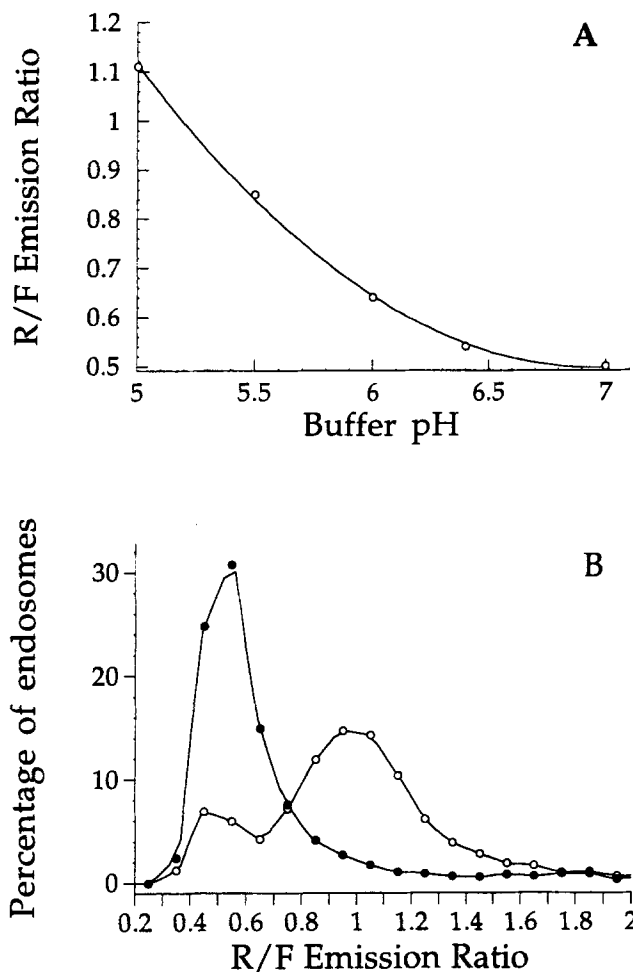 A
1.2
1.1
1
0.9
0.8
0.7
0.6
0.5
R/F Emission Ratio
5 5.5 6 6.5 7
Buffer pH
B
30
20
10
0
Percentage of endosomes
0.2 0.4 0.6 0.8 1 1.2 1.4 1.6 1.8 2
R/F Emission Ratio